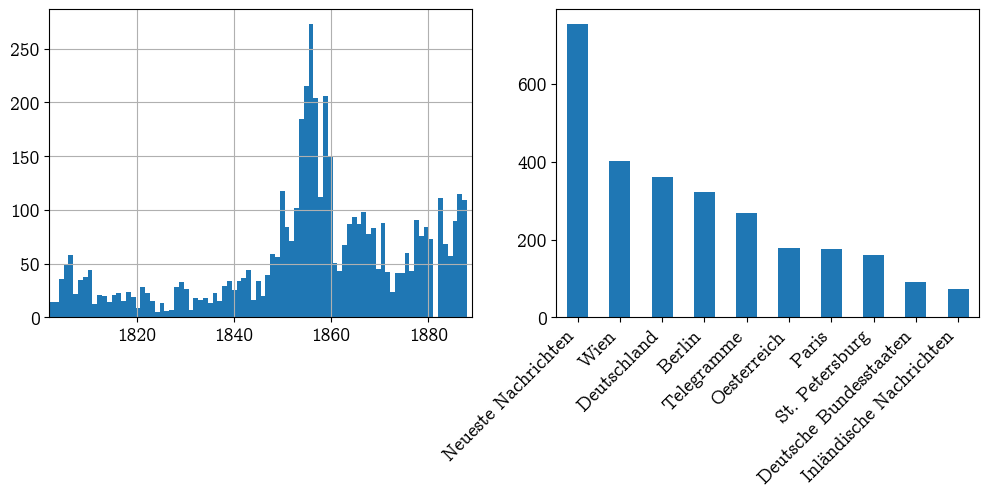 250
200
150
100
50
0
1820 1840 1860 1880
600
400
200
0
Neueste Nachrichten
Wien
Deutschland
Berlin
Telegramme
Oesterreich
Paris
St. Petersburg
Deutsche Bundesstaaten
Inländische Nachrichten